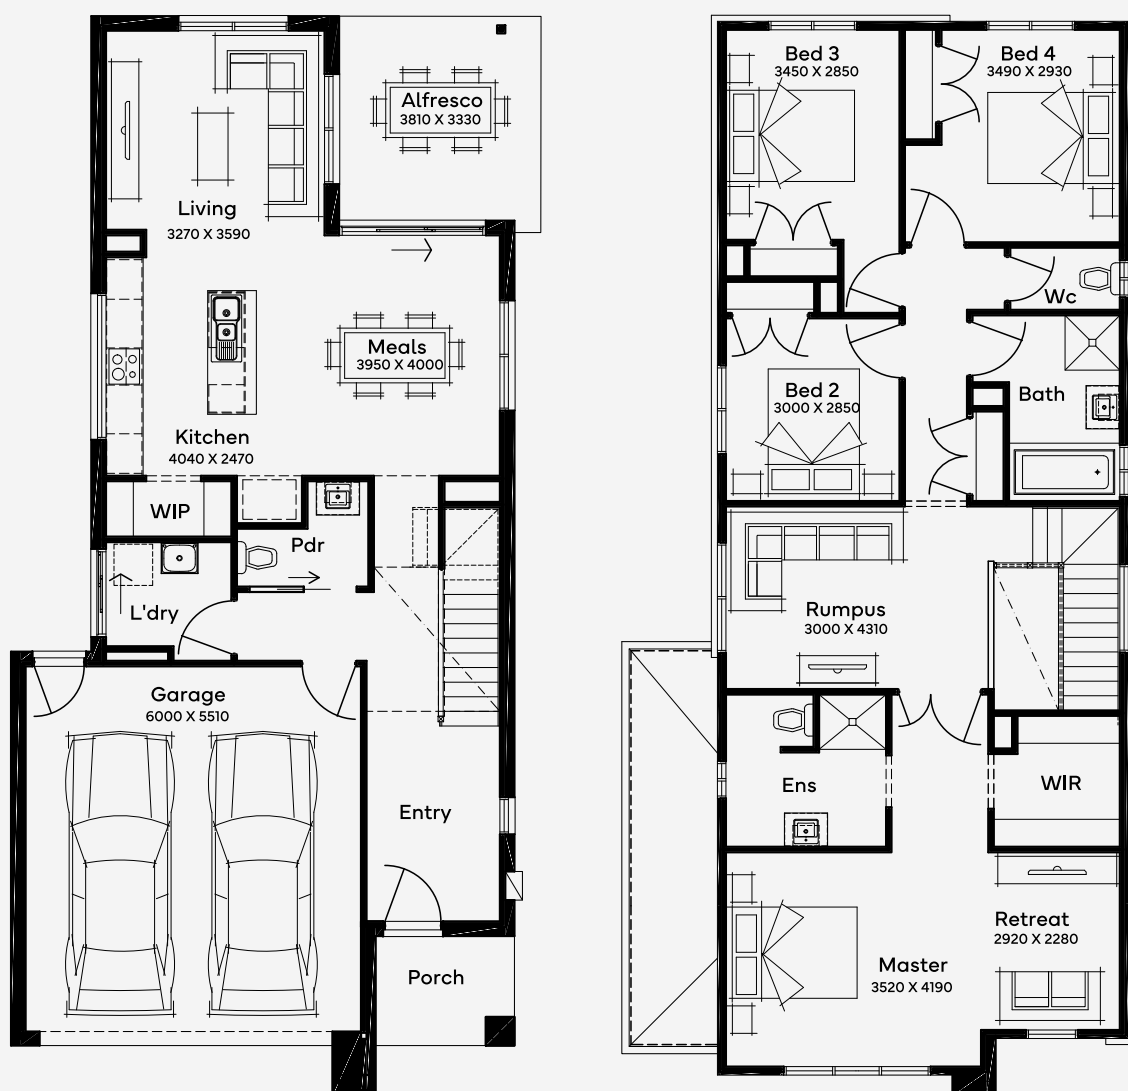 Alfresco
3810 X 3330
Living
3270 X 3590
Meals
3950 X 4000
Kitchen
4040 X 2470
WIP
Pdr
L'dry
Garage
6000 X 5510
Entry
Porch
Bed 3
3450 X 2850
Bed 4
3490 X 2930
Wc
Bed 2
3000 X 2850
Bath
Rumpus
3000 X 4310
Ens
WIR
Retreat
2920 X 2280
Master
3520 X 4190